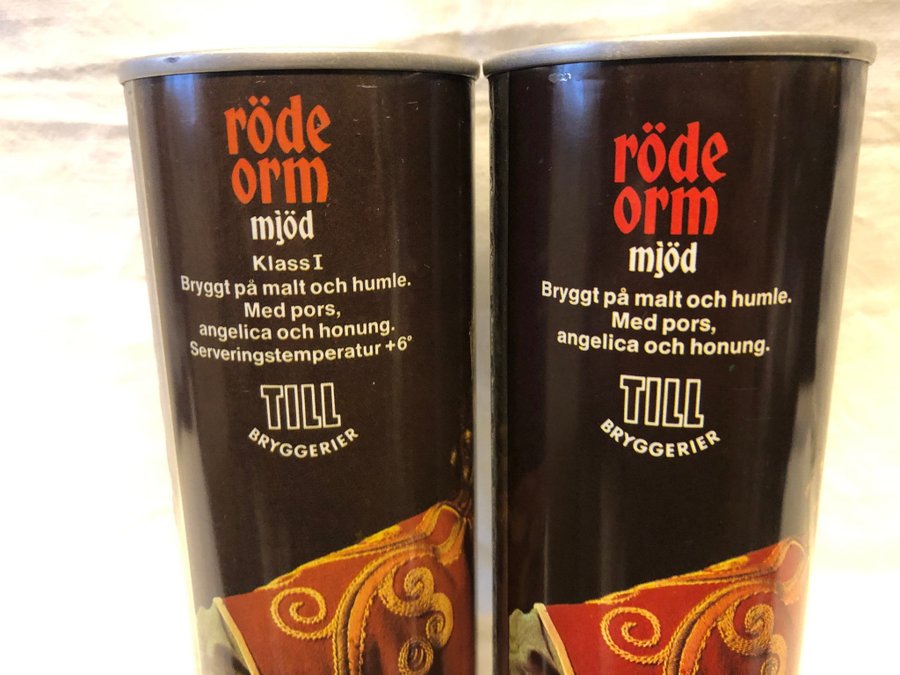 röde
orm
mjöd
Klass I
Bryggt på malt och humle.
Med pors,
angelica och honung.
Serveringstemperatur +6°
TILL
BRYGGERIER
röde
orm
mjöd
Bryggt på malt och humle.
Med pors,
angelica och honung.
TILL
BRYGGERIER